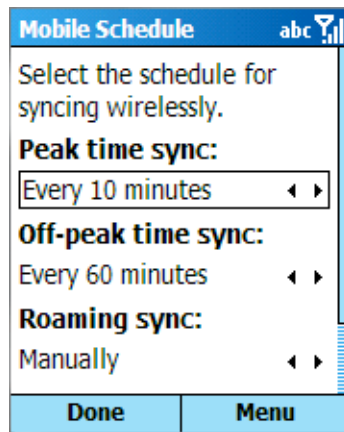 Mobile Schedule abc
Select the schedule for
syncing wirelessly.
Peak time sync:
Every 10 minutes
Off-peak time sync:
Every 60 minutes
Roaming sync:
Manually
Done Menu